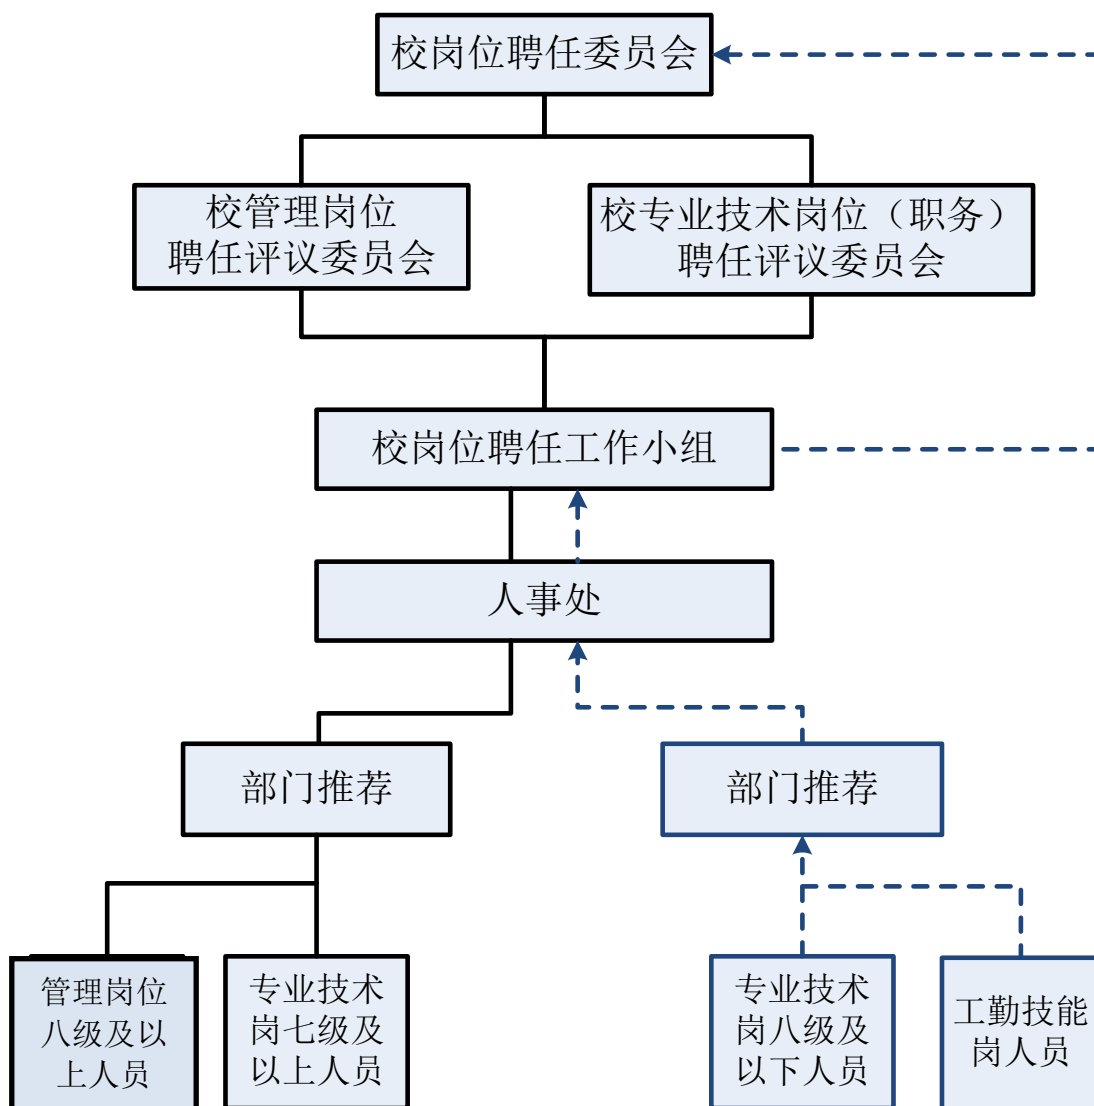 校岗位聘任委员会
校管理岗位
聘任评议委员会
校专业技术岗位（职务）
聘任评议委员会
校岗位聘任工作小组
人事处
部门推荐
部门推荐
管理岗位
八级及以
上人员
专业技术
岗七级及
以上人员
专业技术
岗八级及
以下人员
工勤技能
岗人员